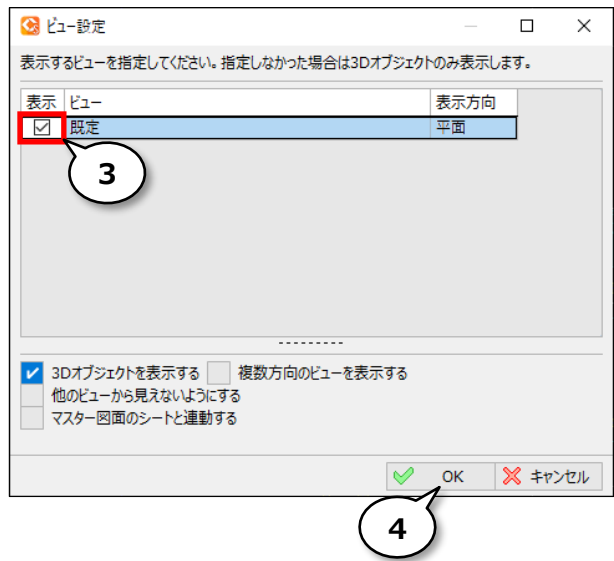 ビュー設定
表示するビューを指定してください。指定しなかった場合は3Dオブジェクトのみ表示します。
表示 ビュー 表示方向
既定 平面
3
3Dオブジェクトを表示する 複数方向のビューを表示する
他のビューから見えないようにする
マスター図面のシートと連動する
OK キャンセル
4